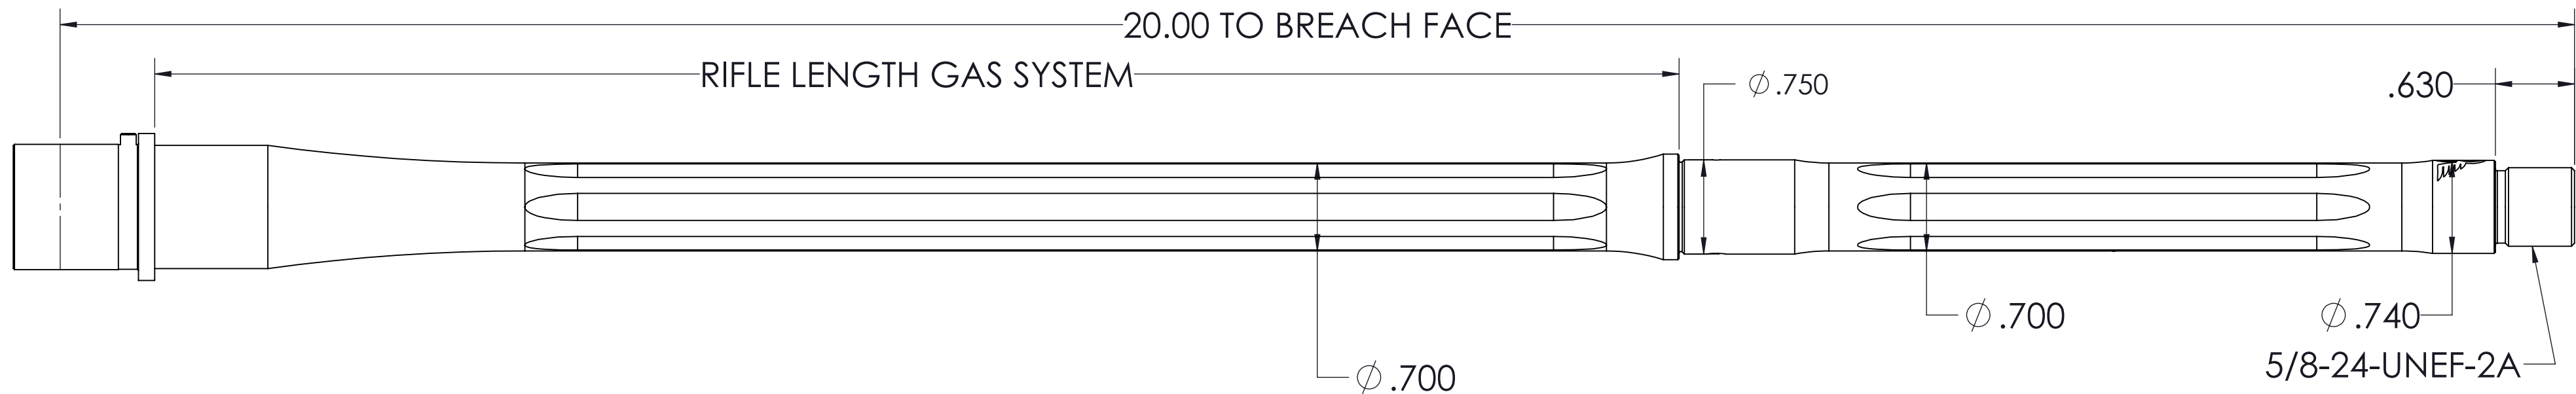 20.00 TO BREACH FACE
RIFLE LENGTH GAS SYSTEM
⌀ .750
.630
⌀ .700
⌀ .740
5/8-24-UNEF-2A
⌀ .700